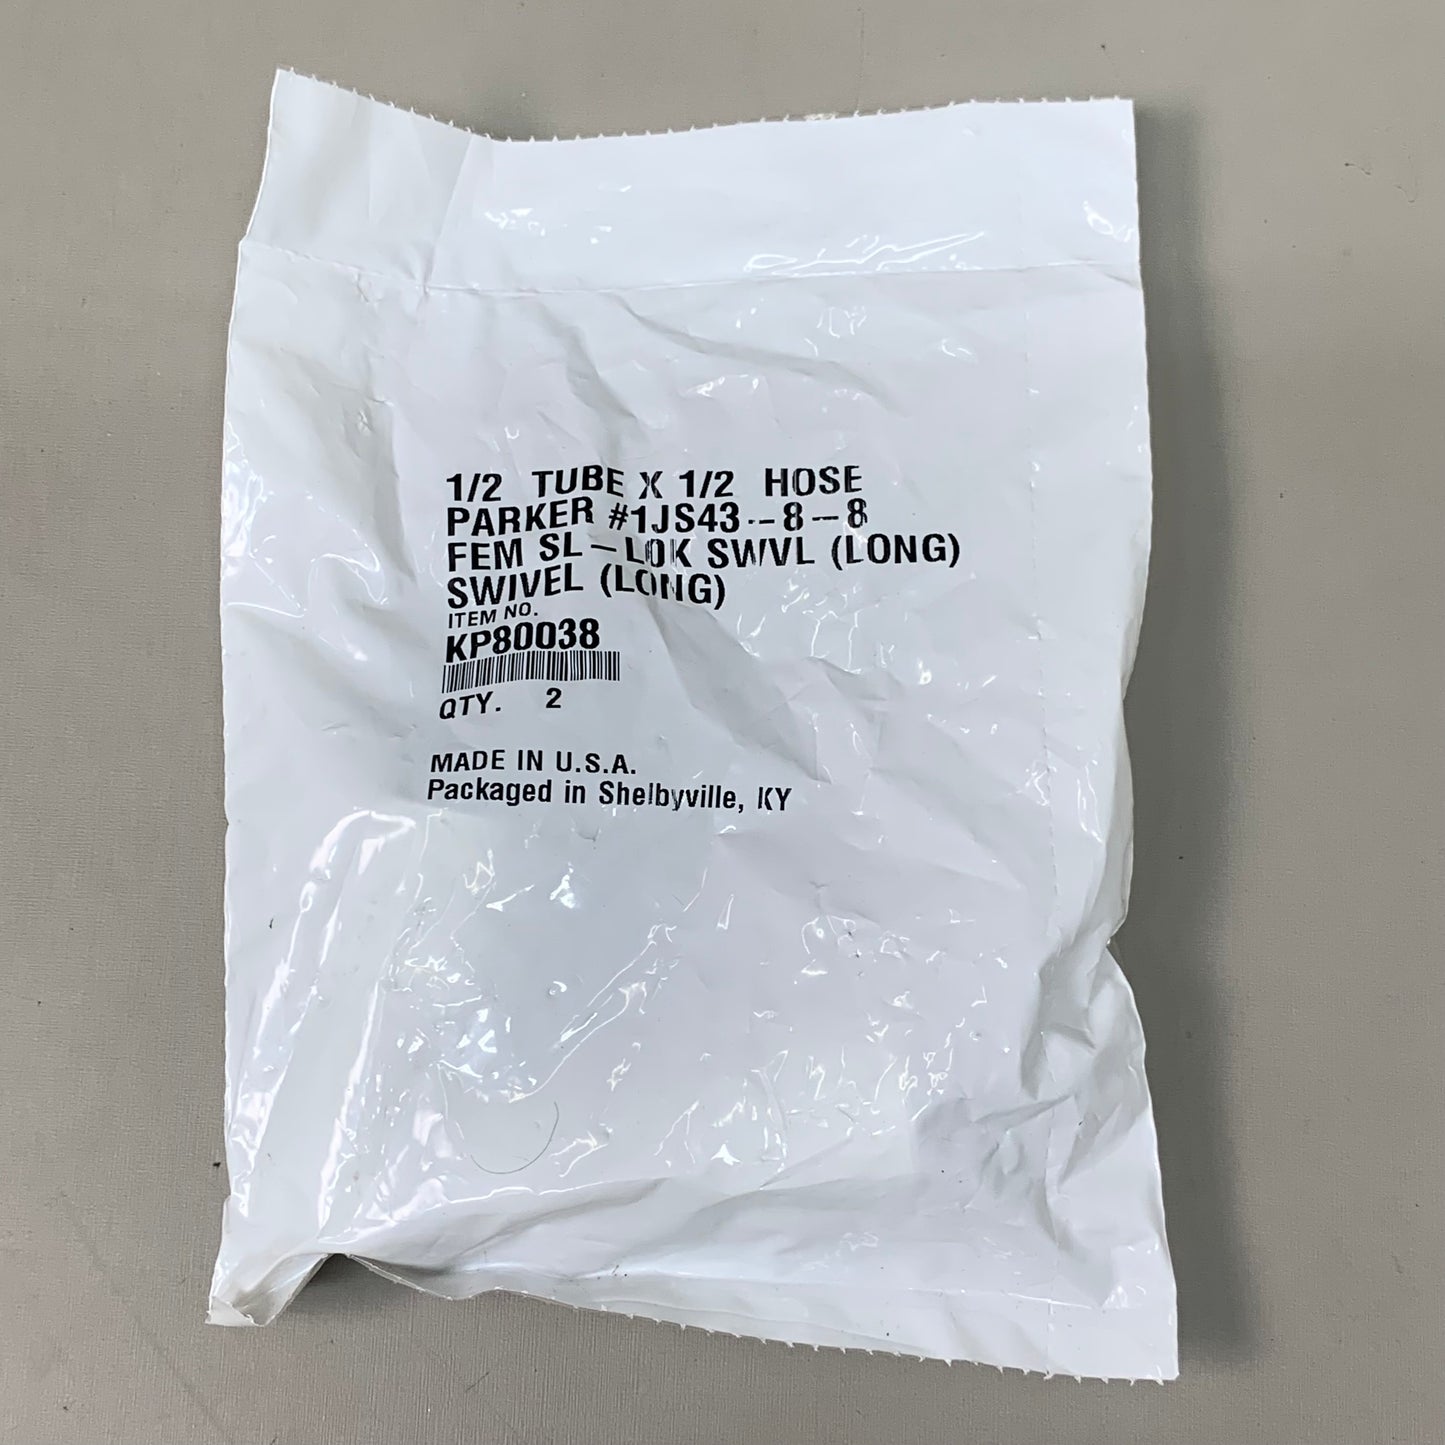 1/2 TUBE X 1/2 HOSE
PARKER #1JS43--8-8
FEM SL-LOK SWVL (LONG)
SWIVEL (LONG)
ITEM NO.
KP80038
QTY. 2
MADE IN U.S.A.
Packaged in Shelbyville, KY